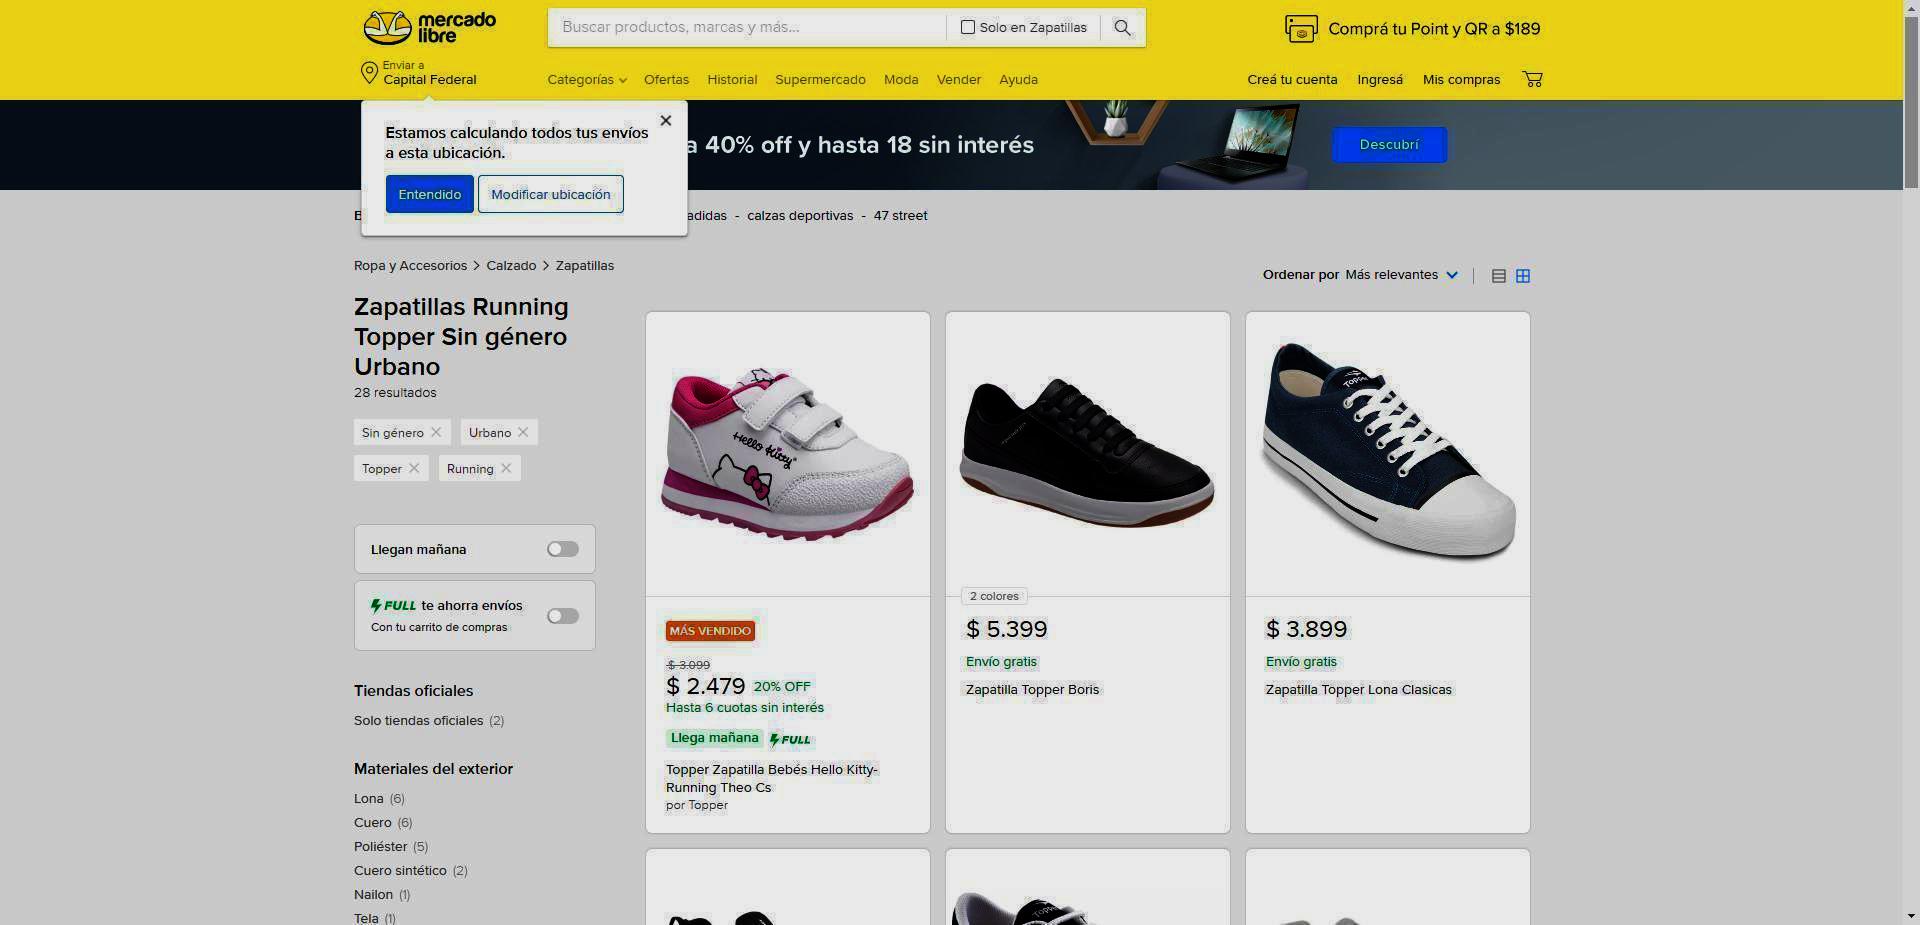 mercado
libre
Buscar productos, marcas y más...
Solo en Zapatillas
Comprá tu Point y QR a $189
Enviar a
Capital Federal
Categorías
Ofertas
Historial
Supermercado
Moda
Vender
Ayuda
Creá tu cuenta
Ingresá
Mis compras
Estamos calculando todos tus envíos
a esta ubicación.
Entendido
Modificar ubicación
a 40% off y hasta 18 sin interés
Descubrí
adidas - calzas deportivas - 47 street
Ropa y Accesorios > Calzado > Zapatillas
Ordenar por Más relevantes
Zapatillas Running
Topper Sin género
Urbano
28 resultados
Sin género
Urbano
Topper
Running
Llegan mañana
FULL te ahorra envíos
Con tu carrito de compras
Tiendas oficiales
Solo tiendas oficiales (2)
Materiales del exterior
Lona (6)
Cuero (6)
Poliéster (5)
Cuero sintético (2)
Nailon (1)
Tela (1)
Hello Kitty
MÁS VENDIDO
$ 3.099
$ 2.479 20% OFF
Hasta 6 cuotas sin interés
Llega mañana FULL
Topper Zapatilla Bebés Hello Kitty-
Running Theo Cs
por Topper
2 colores
$ 5.399
Envío gratis
Zapatilla Topper Boris
Topper
$ 3.899
Envío gratis
Zapatilla Topper Lona Clasicas
Topper